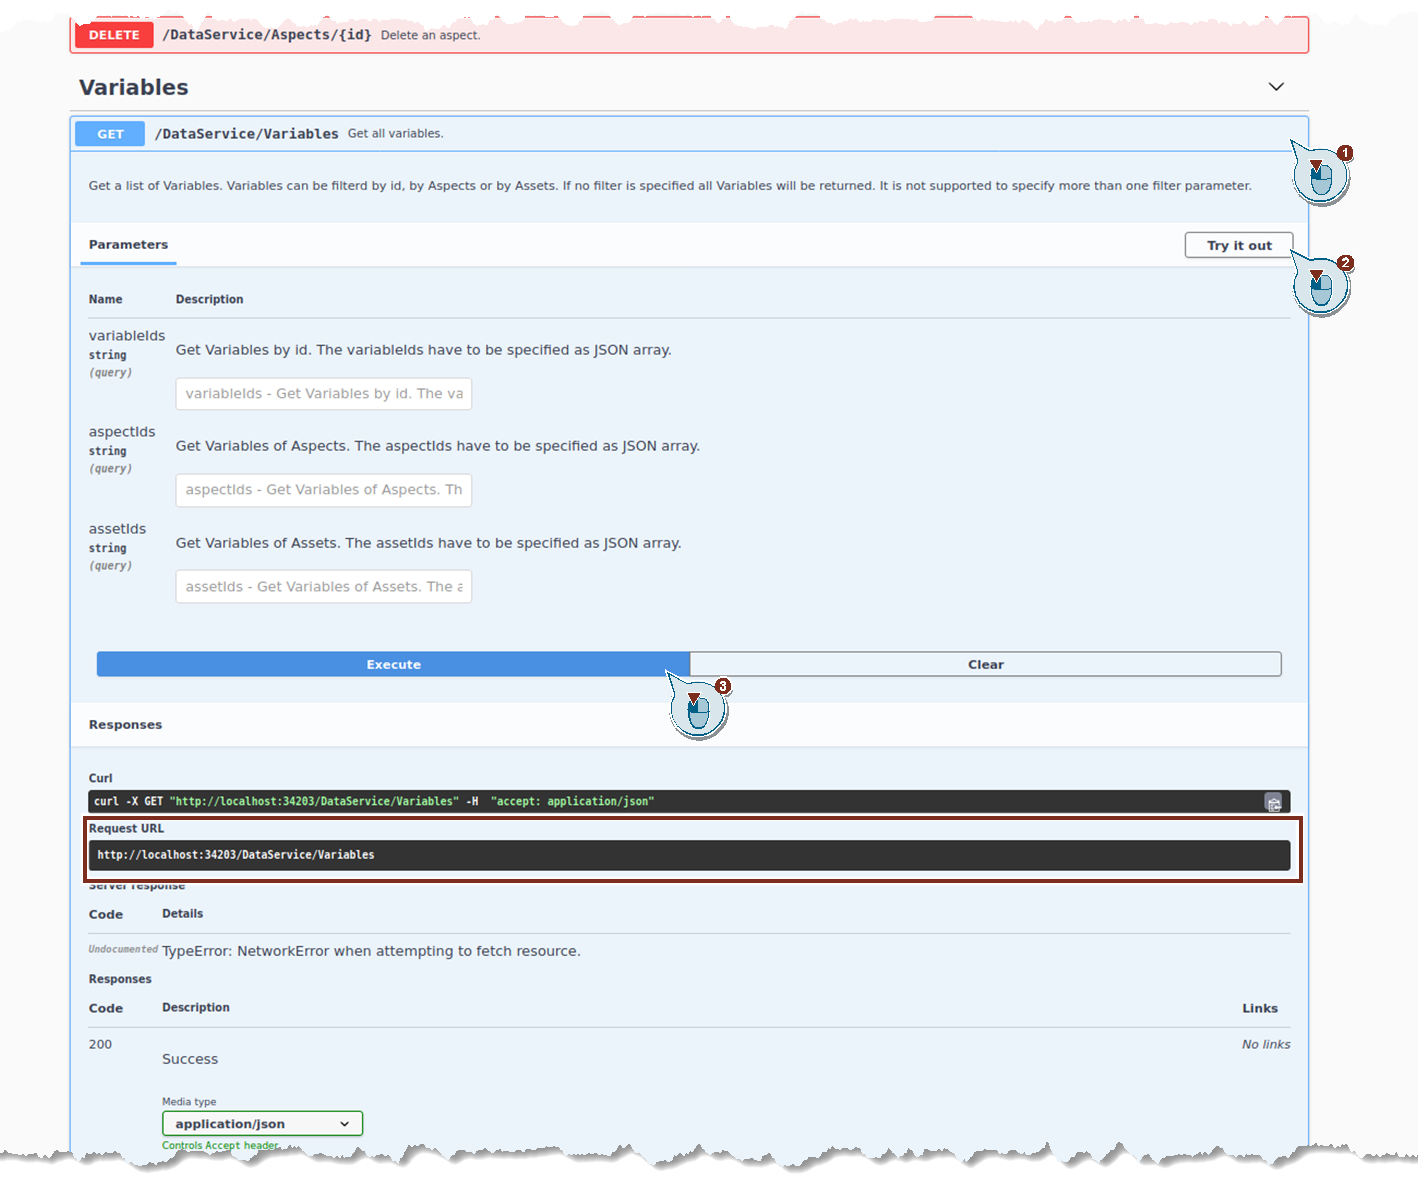 DELETE /DataService/Aspects/{id} Delete an aspect.
Variables
GET /DataService/Variables Get all variables.
1
Get a list of Variables. Variables can be filterd by id, by Aspects or by Assets. If no filter is specified all Variables will be returned. It is not supported to specify more than one filter parameter.
Parameters Try it out
2
Name Description
variableIds
string
(query)
Get Variables by id. The variableIds have to be specified as JSON array.
variableIds - Get Variables by id. The va
aspectIds
string
(query)
Get Variables of Aspects. The aspectIds have to be specified as JSON array.
aspectIds - Get Variables of Aspects. Th
assetIds
string
(query)
Get Variables of Assets. The assetIds have to be specified as JSON array.
assetIds - Get Variables of Assets. The a
Execute Clear
3
Responses
Curl
curl -X GET "http://localhost:34203/DataService/Variables" -H  "accept: application/json"
Request URL
http://localhost:34203/DataService/Variables
Server response
Code Details
Undocumented TypeError: NetworkError when attempting to fetch resource.
Responses
Code Description Links
200 No links
Success
Media type
application/json
Controls Accept header.